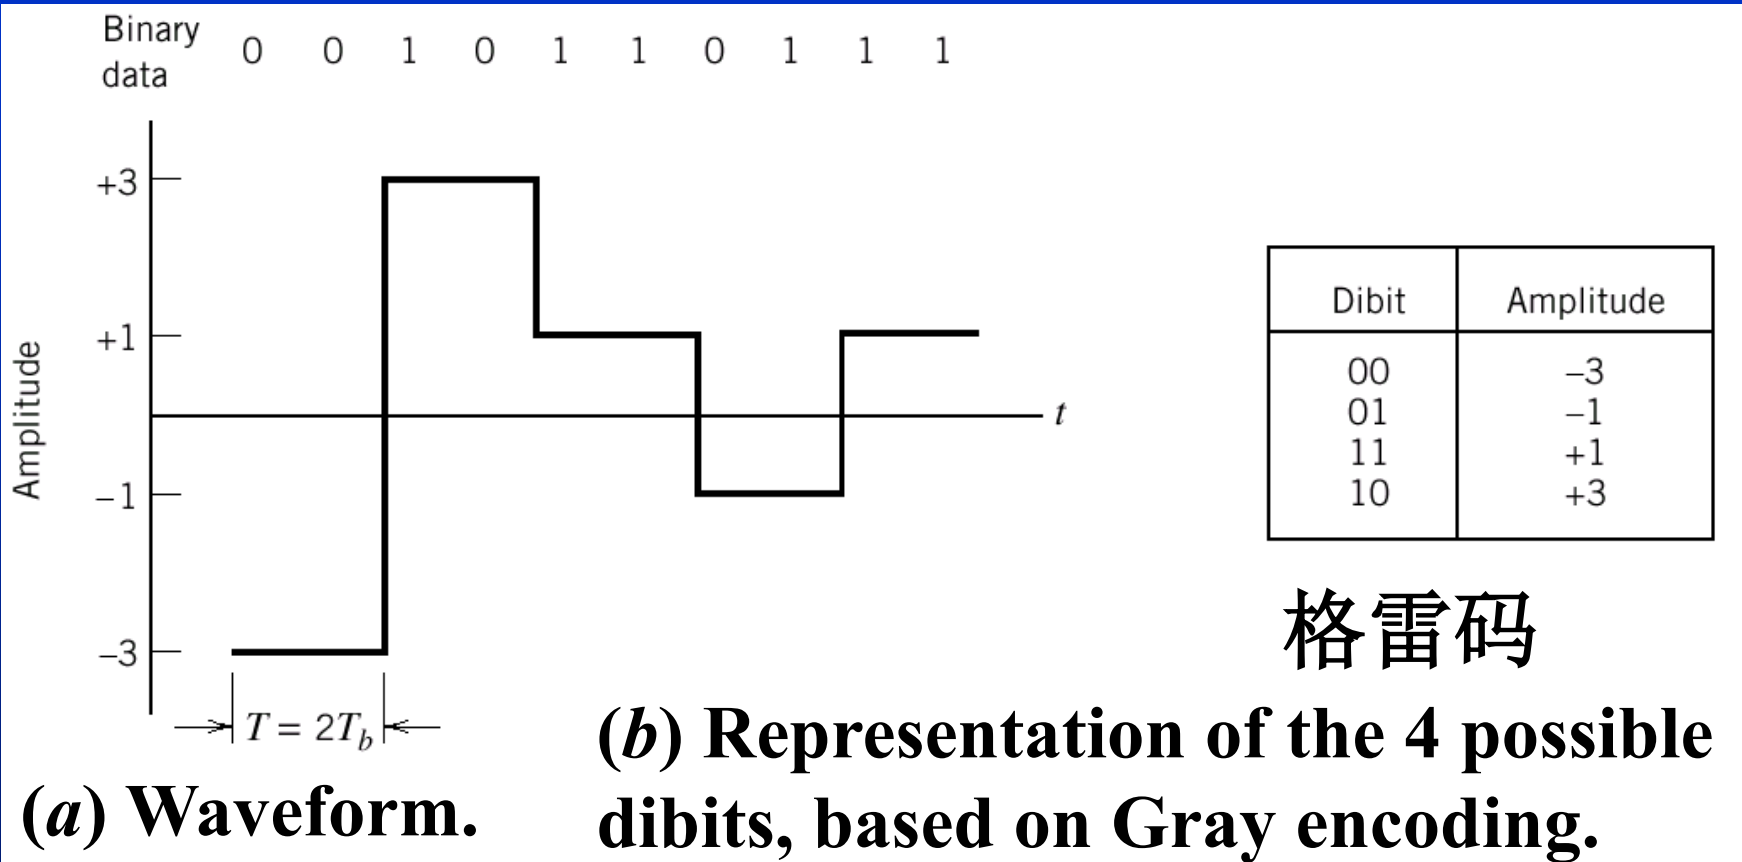 Binary
data
0 0 1 0 1 1 0 1 1 1
+3
+1
–1
–3
Amplitude
t
T = 2Tb
(a) Waveform.
Dibit Amplitude
00 –3
01 –1
11 +1
10 +3
格雷码
(b) Representation of the 4 possible
dibits, based on Gray encoding.